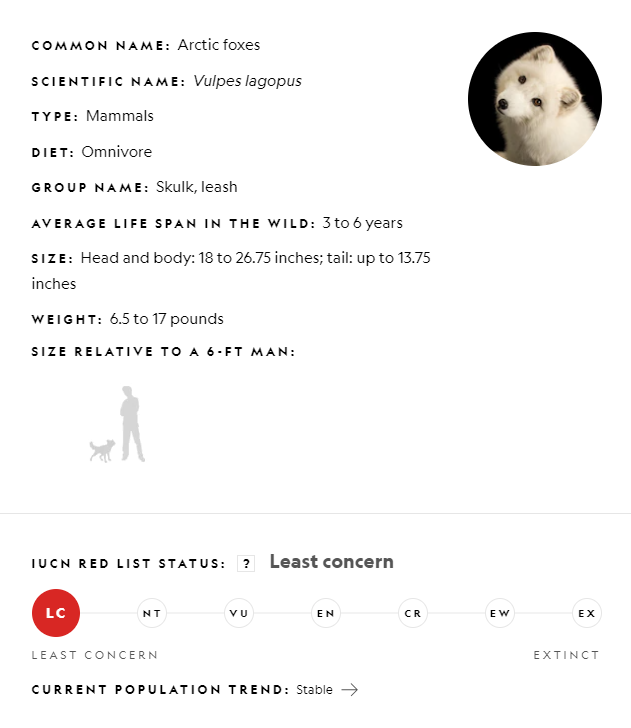 COMMON NAME: Arctic foxes
SCIENTIFIC NAME: Vulpes lagopus
TYPE: Mammals
DIET: Omnivore
GROUP NAME: Skulk, leash
AVERAGE LIFE SPAN IN THE WILD: 3 to 6 years
SIZE: Head and body: 18 to 26.75 inches; tail: up to 13.75
inches
WEIGHT: 6.5 to 17 pounds
SIZE RELATIVE TO A 6-FT MAN:
IUCN RED LIST STATUS: ? Least concern
LC NT VU EN CR EW EX
LEAST CONCERN EXTINCT
CURRENT POPULATION TREND: Stable →